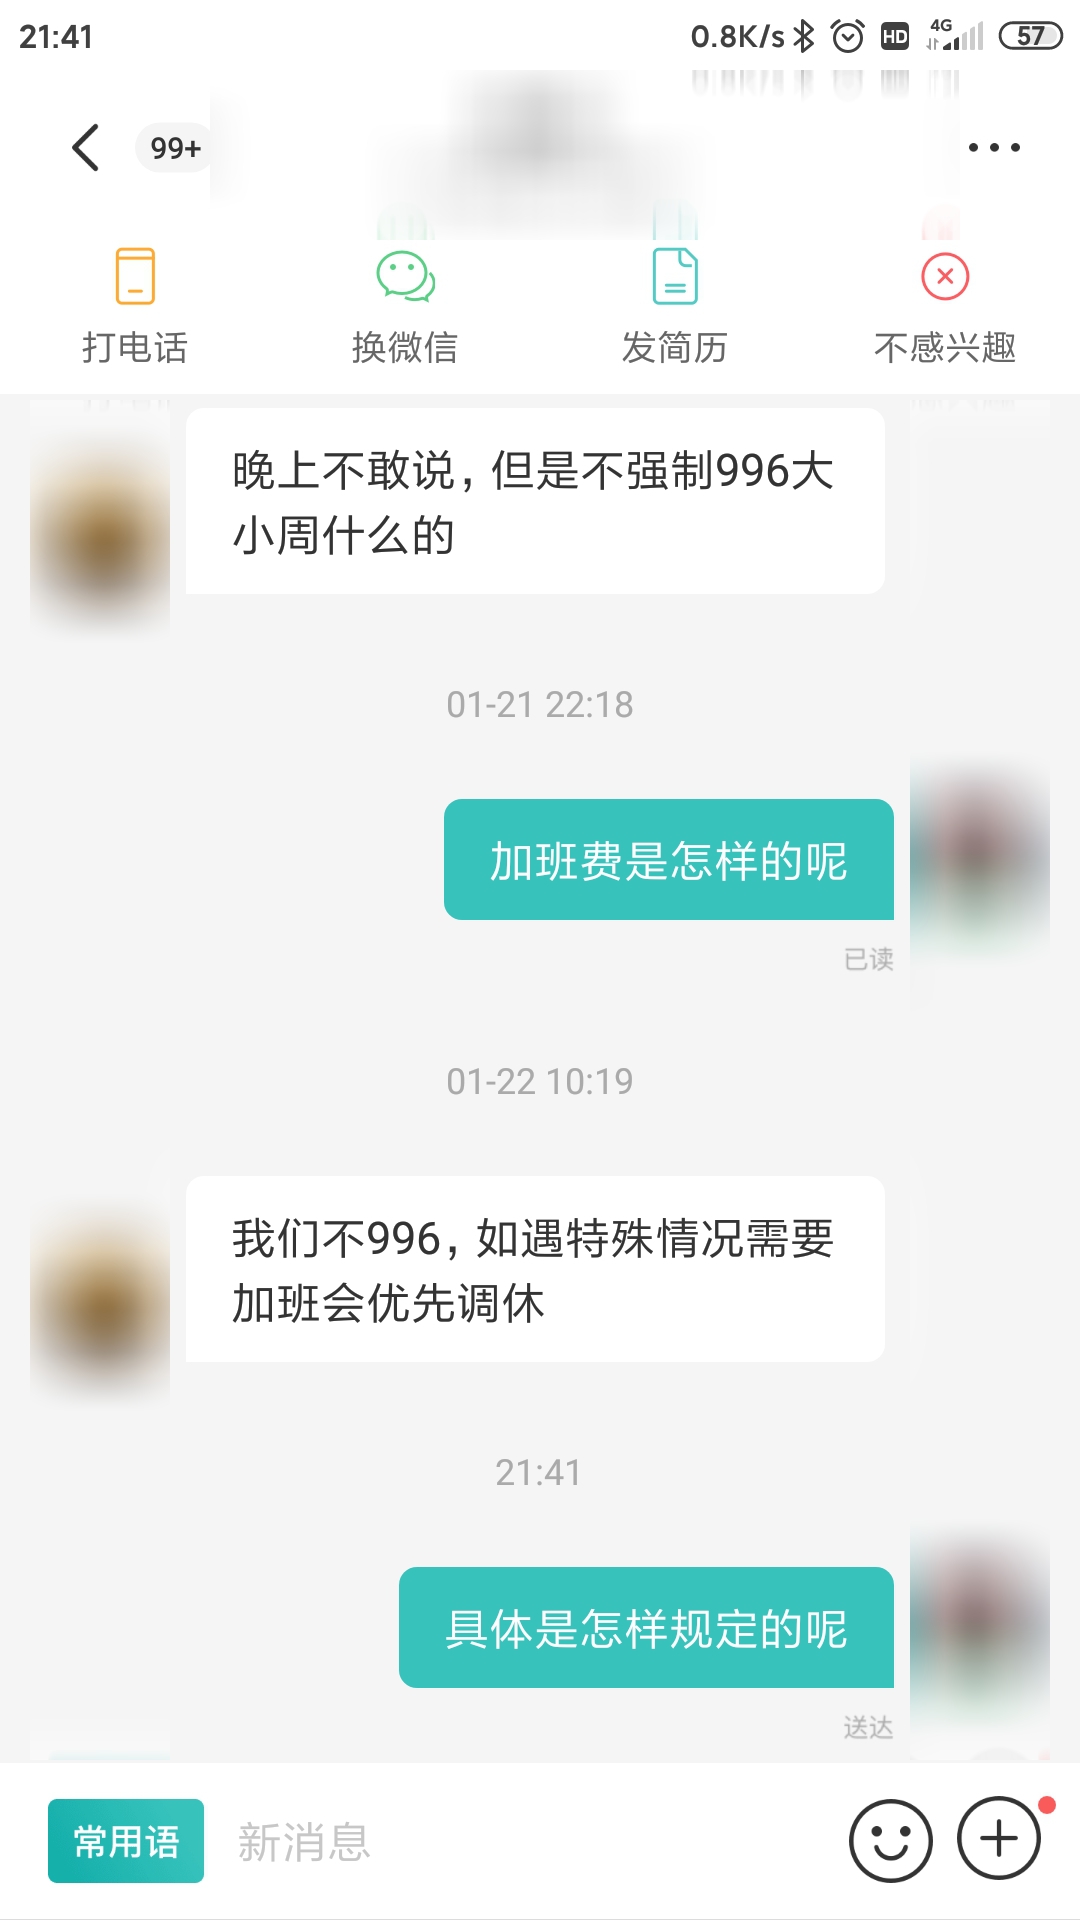 21:41
0.8K/s
HD
4G
57
99+
打电话
换微信
发简历
不感兴趣
晚上不敢说，但是不强制996大
小周什么的
01-21 22:18
加班费是怎样的呢
已读
01-22 10:19
我们不996，如遇特殊情况需要
加班会优先调休
21:41
具体是怎样规定的呢
送达
常用语
新消息